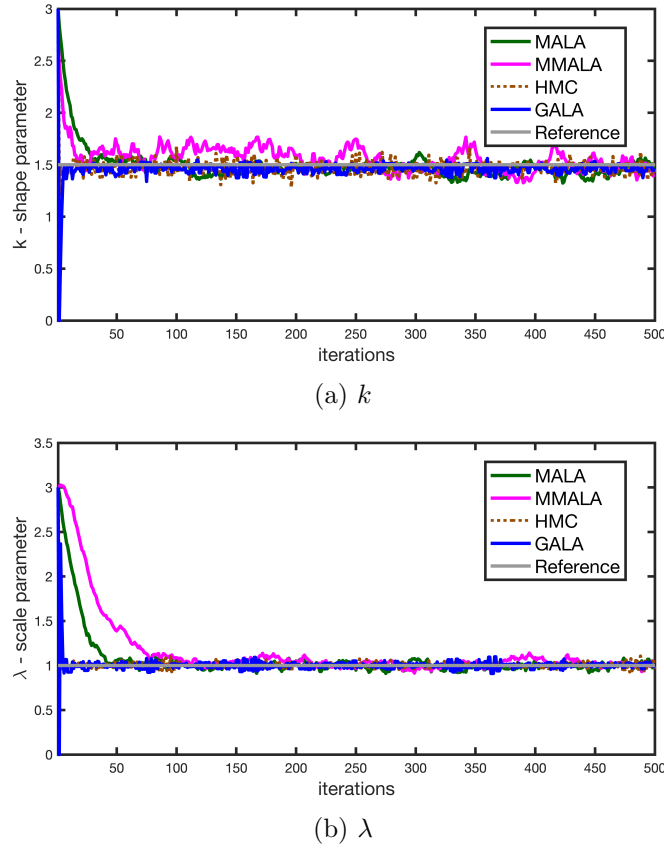 3
2.5
2
1.5
1
0.5
0
k - shape parameter
MALA
MMALA
HMC
GALA
Reference
50 100 150 200 250 300 350 400 450 500
iterations
(a) k
3.5
3
2.5
2
1.5
1
0.5
0
λ - scale parameter
MALA
MMALA
HMC
GALA
Reference
50 100 150 200 250 300 350 400 450 500
iterations
(b) λ